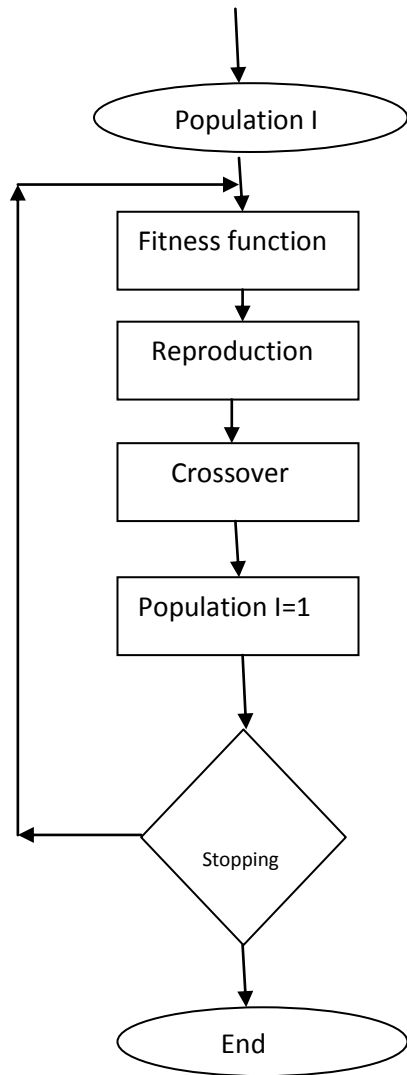 Population I
Fitness function
Reproduction
Crossover
Population I=1
Stopping
End